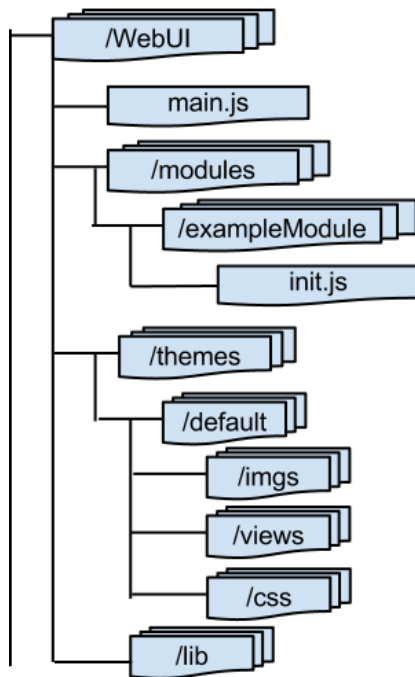 /WebUI
main.js
/modules
/exampleModule
init.js
/themes
/default
/imgs
/views
/css
/lib